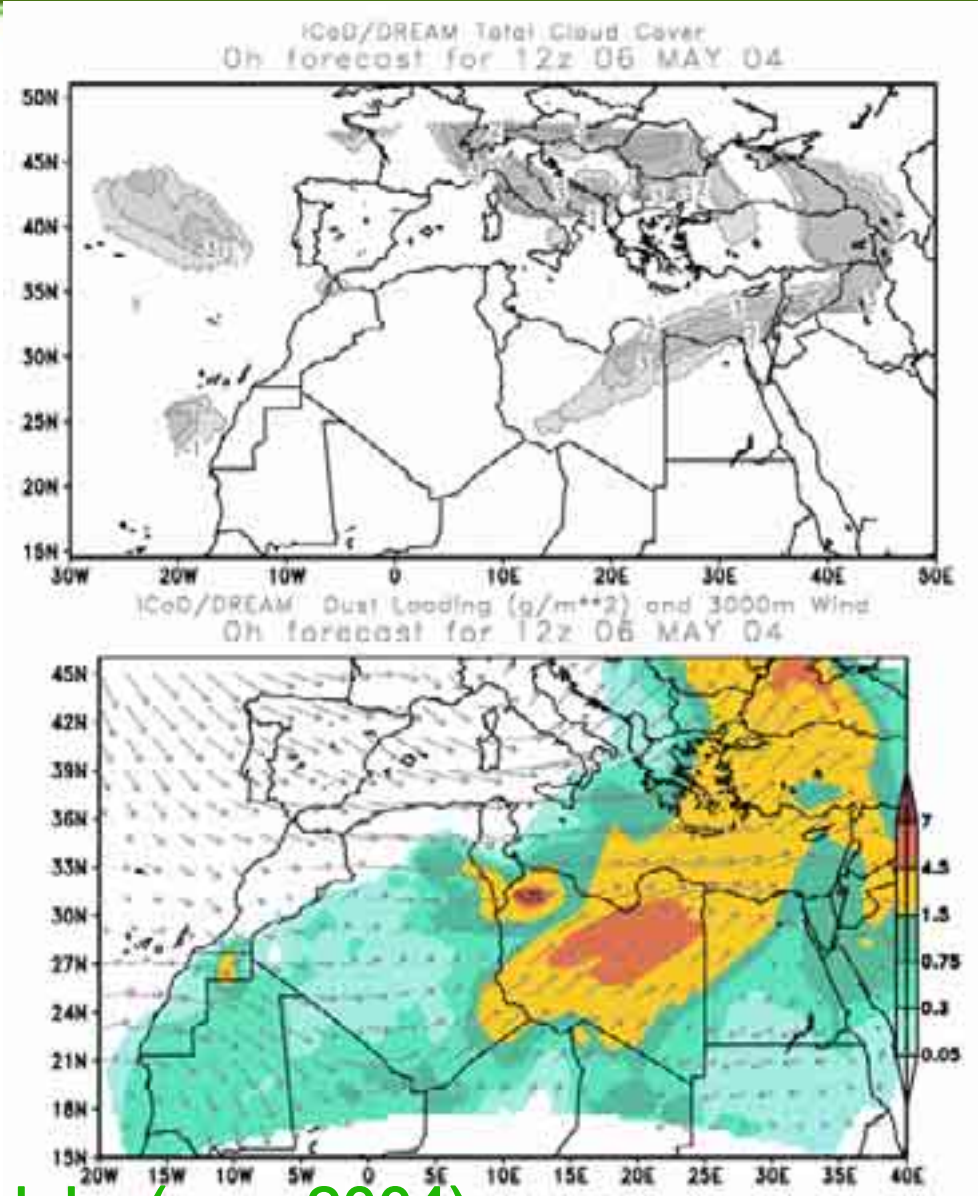 ICoD/DREAM Total Cloud Cover
0h forecast for 12z 06 MAY 04
50N
45N
40N
35N
30N
25N
20N
15N
30W 20W 10W 0 10E 20E 30E 40E 50E
ICoD/DREAM Dust Loading (g/m**2) and 3000m Wind
0h forecast for 12z 06 MAY 04
45N
42N
39N
36N
33N
30N
27N
24N
21N
18N
15N
7
4.5
1.5
0.75
0.3
0.05
20W 15W 10W 5W 0 5E 10E 15E 20E 25E 30E 35E 40E
2004)